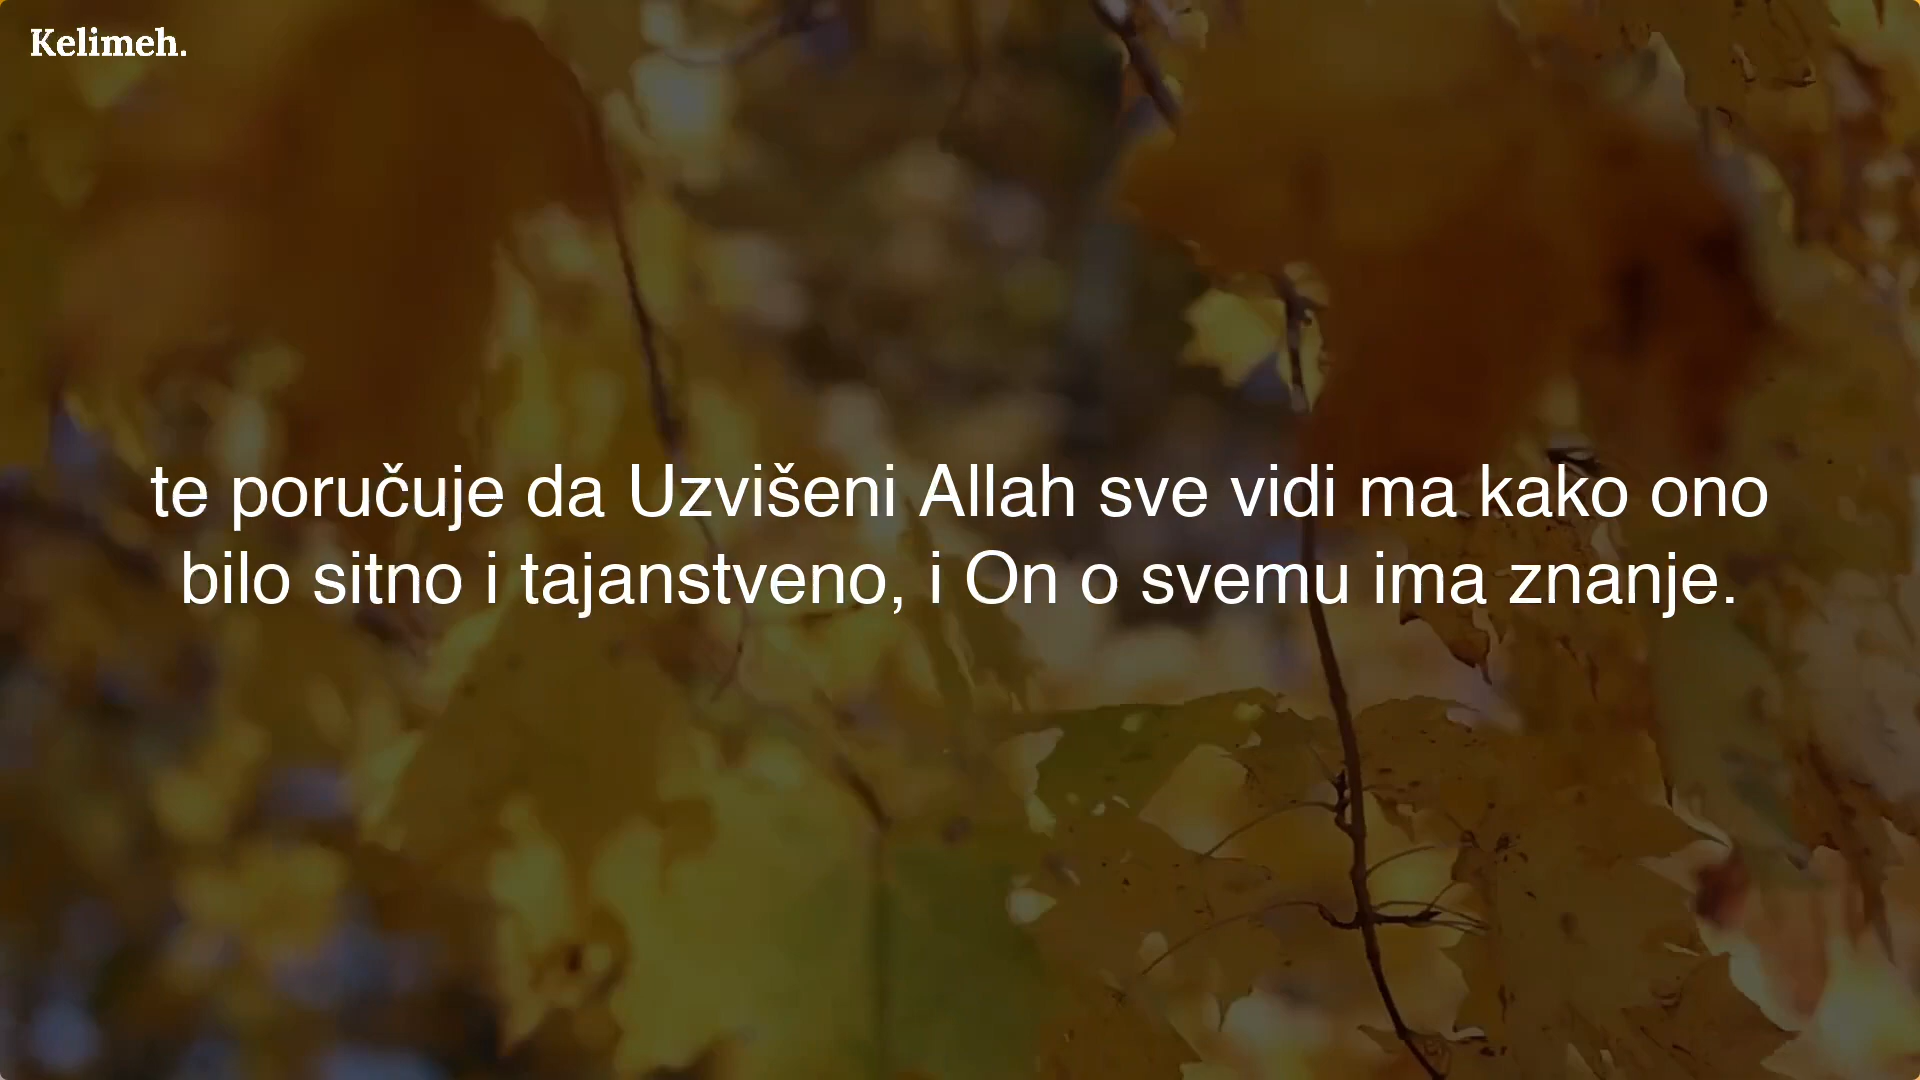 Kelimeh.
te poručuje da Uzvišeni Allah sve vidi ma kako ono
bilo sitno i tajanstveno, i On o svemu ima znanje.